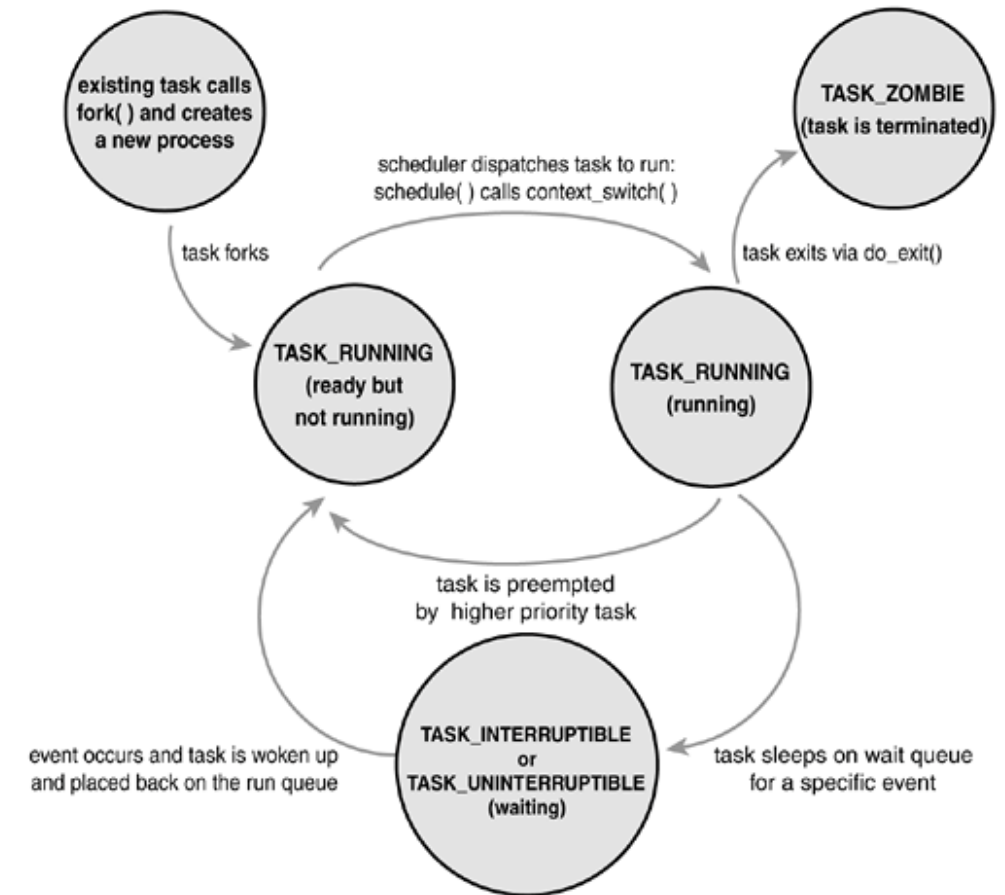 existing task calls
fork( ) and creates
a new process
TASK_ZOMBIE
(task is terminated)
scheduler dispatches task to run:
schedule( ) calls context_switch( )
task forks
task exits via do_exit()
TASK_RUNNING
(ready but
not running)
TASK_RUNNING
(running)
task is preempted
by higher priority task
event occurs and task is woken up
and placed back on the run queue
TASK_INTERRUPTIBLE
or
TASK_UNINTERRUPTIBLE
(waiting)
task sleeps on wait queue
for a specific event